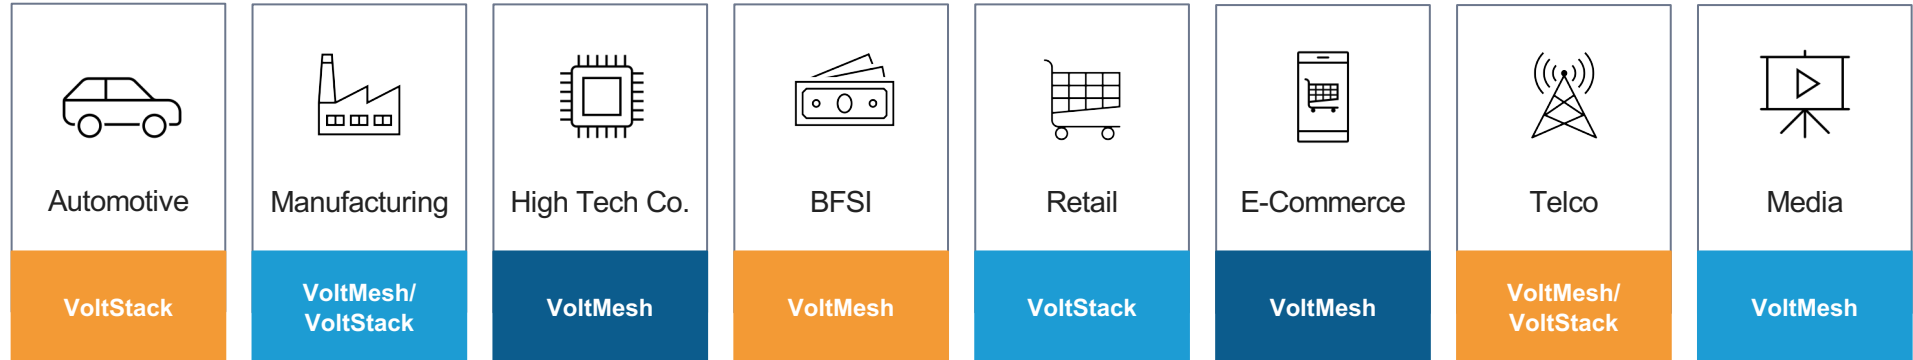 Automotive
VoltStack
Manufacturing
VoltMesh/
VoltStack
High Tech Co.
VoltMesh
BFSI
VoltMesh
Retail
VoltStack
E-Commerce
VoltMesh
Telco
VoltMesh/
VoltStack
Media
VoltMesh